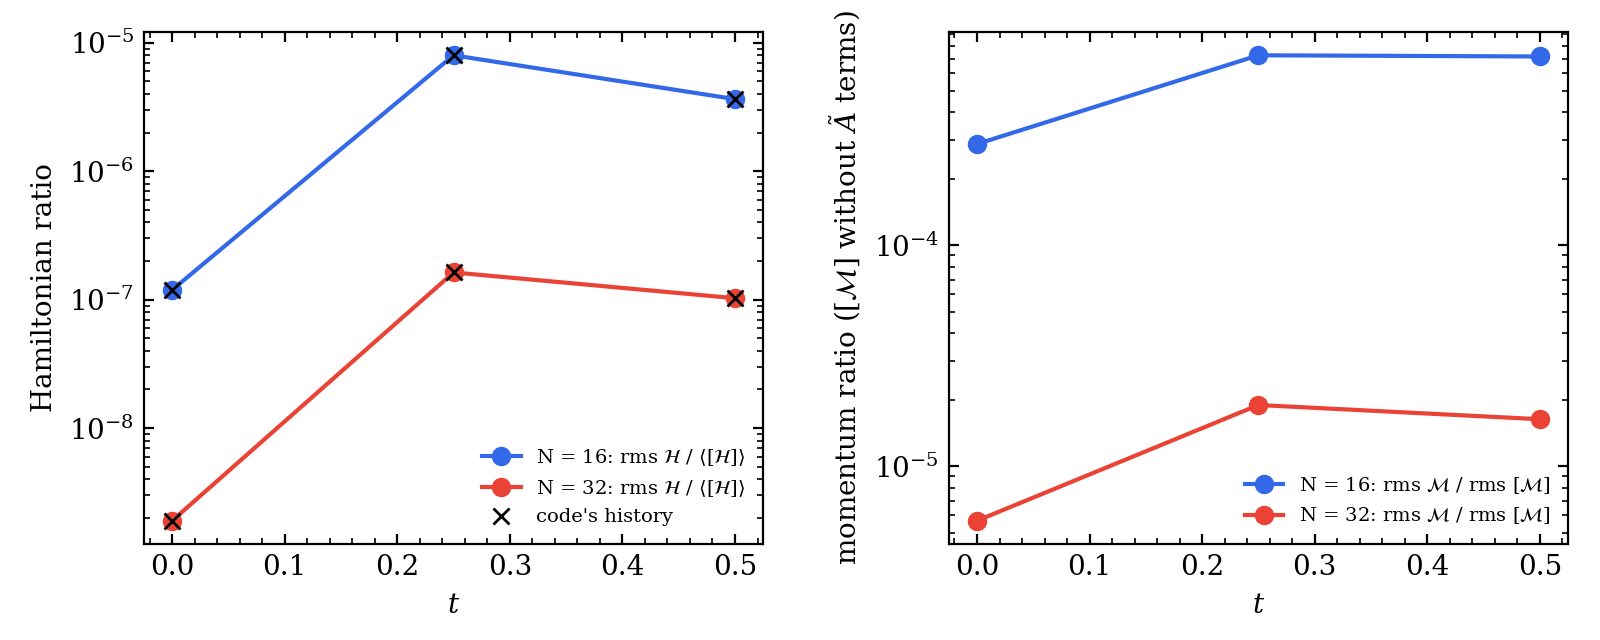 Hamiltonian ratio
10⁻⁵
10⁻⁶
10⁻⁷
10⁻⁸
N = 16: rms ℋ / ⟨[ℋ]⟩
N = 32: rms ℋ / ⟨[ℋ]⟩
code's history
0.0 0.1 0.2 0.3 0.4 0.5
t
momentum ratio ([ℳ] without Ã terms)
10⁻⁴
10⁻⁵
N = 16: rms ℳ / rms [ℳ]
N = 32: rms ℳ / rms [ℳ]
0.0 0.1 0.2 0.3 0.4 0.5
t